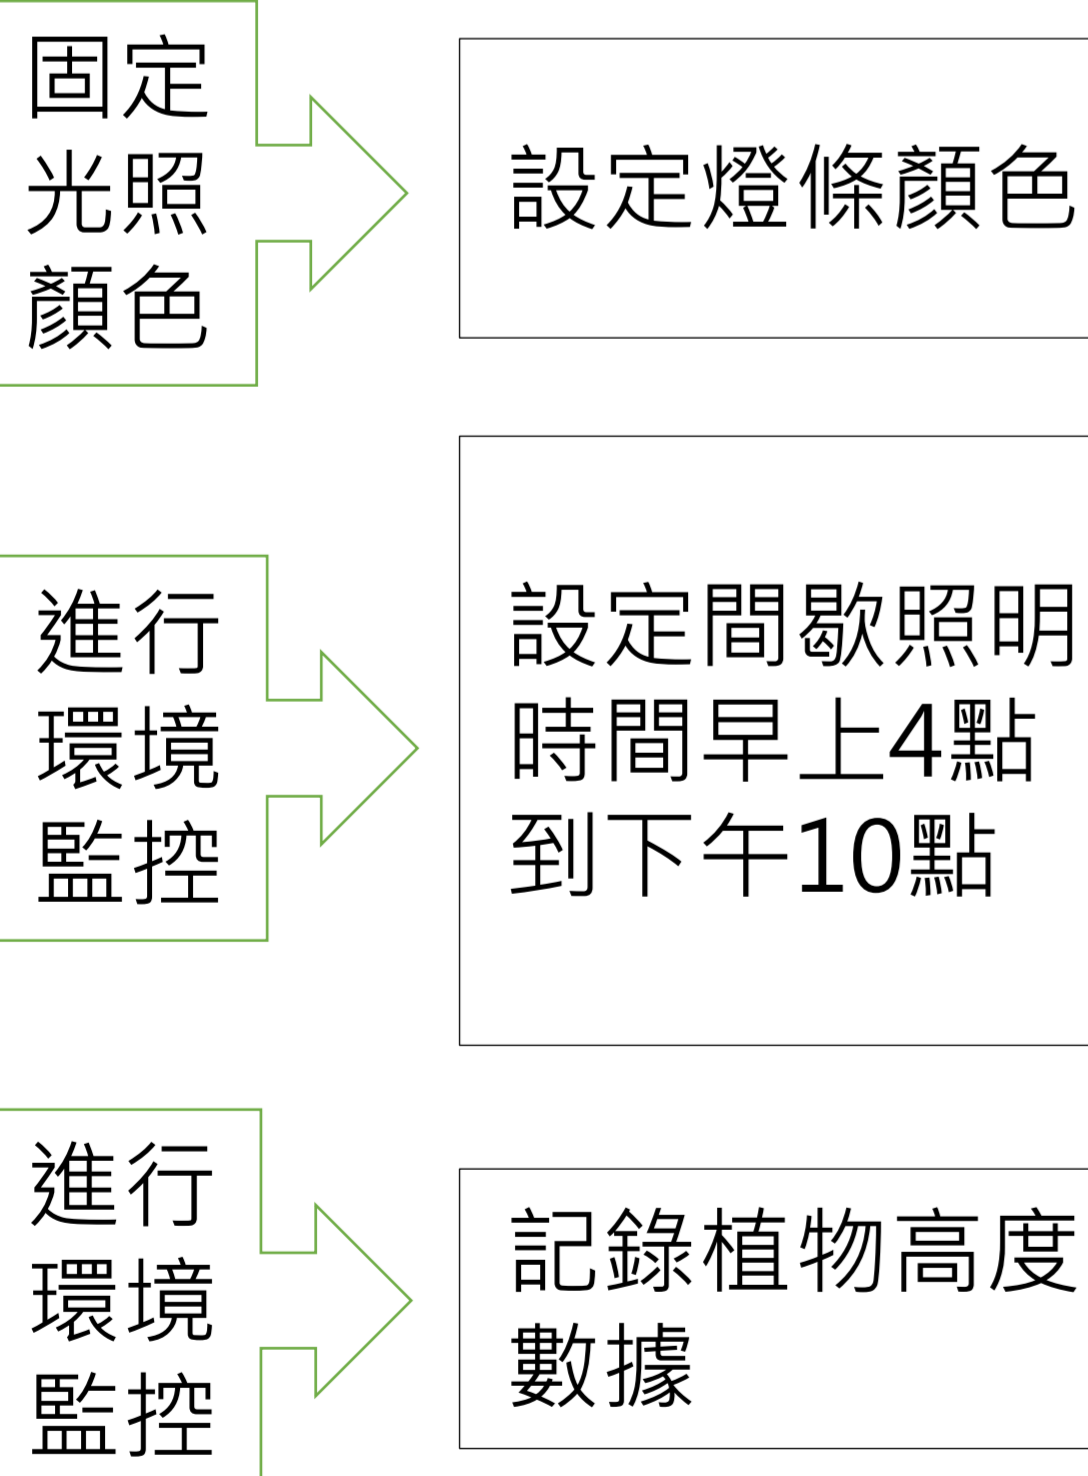 固定
光照
顏色
設定燈條顏色
進行
環境
監控
設定間歇照明
時間早上4點
到下午10點
進行
環境
監控
記錄植物高度
數據